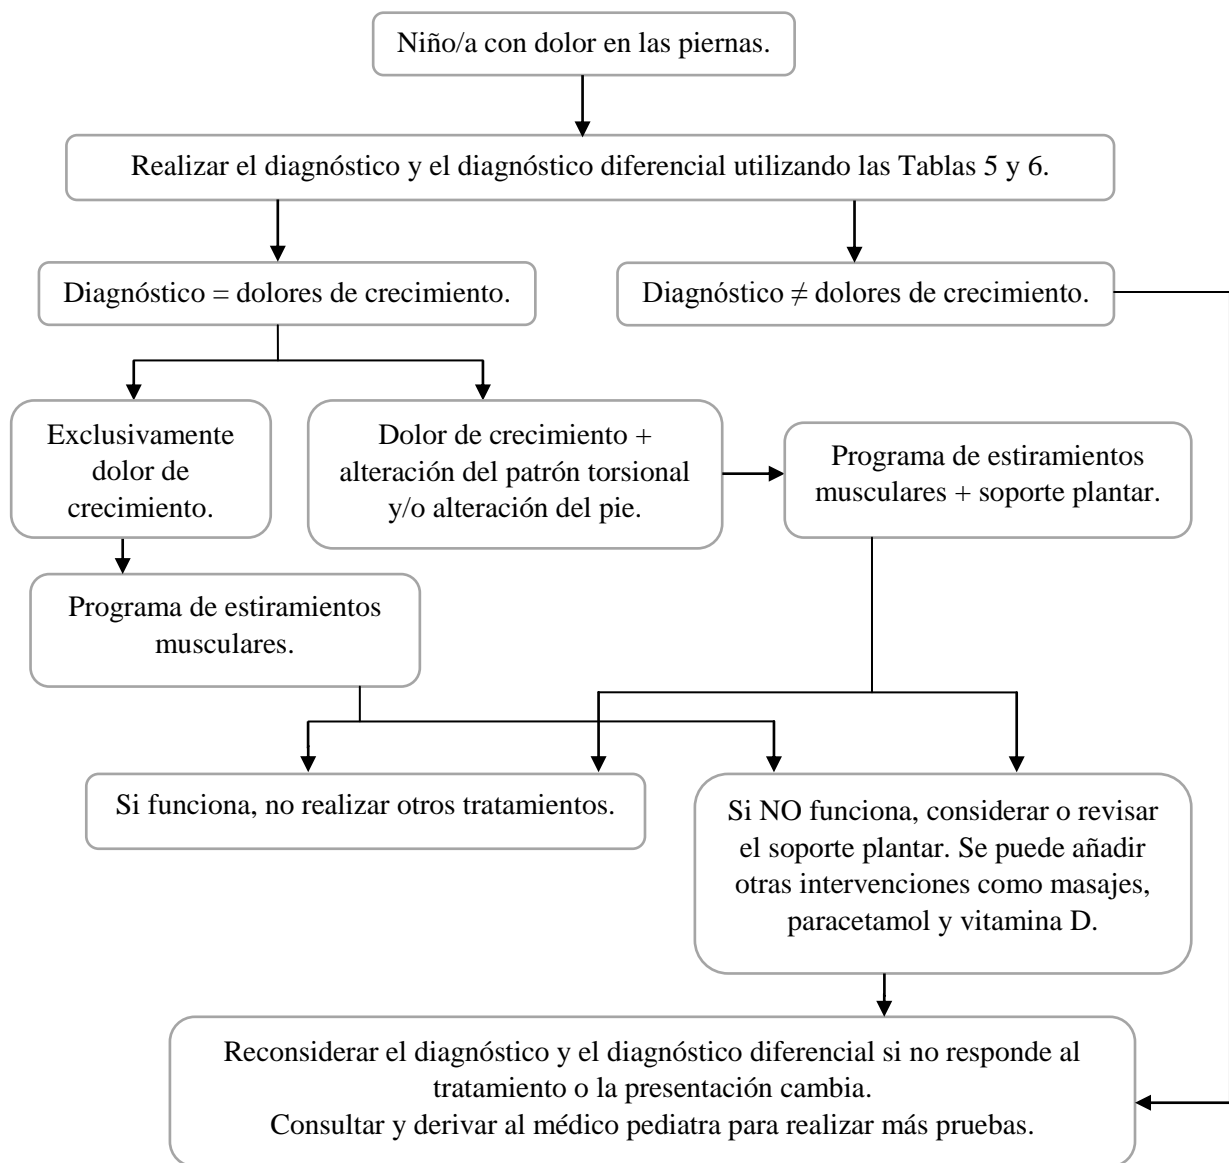 Niño/a con dolor en las piernas.
Realizar el diagnóstico y el diagnóstico diferencial utilizando las Tablas 5 y 6.
Diagnóstico = dolores de crecimiento.
Diagnóstico ≠ dolores de crecimiento.
Exclusivamente
dolor de
crecimiento.
Dolor de crecimiento +
alteración del patrón torsional
y/o alteración del pie.
Programa de estiramientos
musculares + soporte plantar.
Programa de estiramientos
musculares.
Si funciona, no realizar otros tratamientos.
Si NO funciona, considerar o revisar
el soporte plantar. Se puede añadir
otras intervenciones como masajes,
paracetamol y vitamina D.
Reconsiderar el diagnóstico y el diagnóstico diferencial si no responde al
tratamiento o la presentación cambia.
Consultar y derivar al médico pediatra para realizar más pruebas.